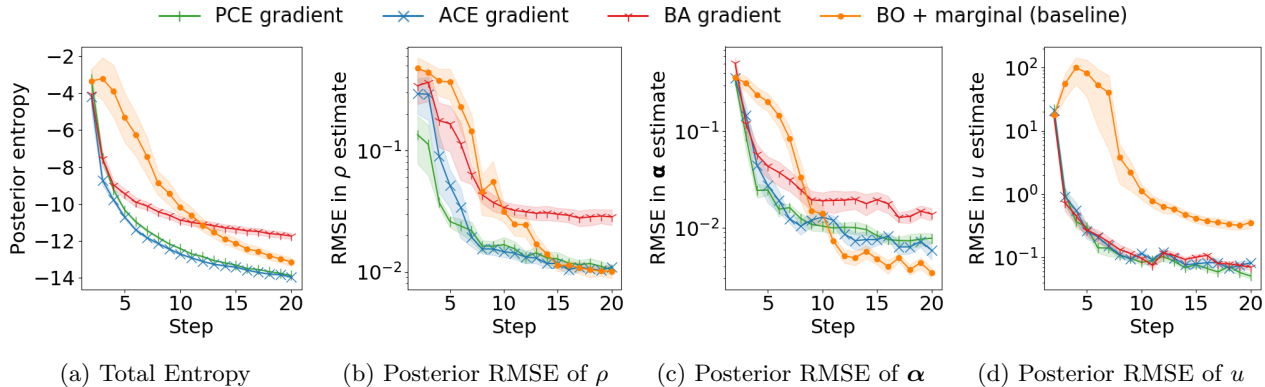 PCE gradient ACE gradient BA gradient BO + marginal (baseline)
Posterior entropy
−2
−4
−6
−8
−10
−12
−14
5 10 15 20
Step
(a) Total Entropy
RMSE in ρ estimate
10⁻¹
10⁻²
5 10 15 20
Step
(b) Posterior RMSE of ρ
RMSE in α estimate
10⁻¹
10⁻²
5 10 15 20
Step
(c) Posterior RMSE of α
RMSE in u estimate
10²
10¹
10⁰
10⁻¹
5 10 15 20
Step
(d) Posterior RMSE of u